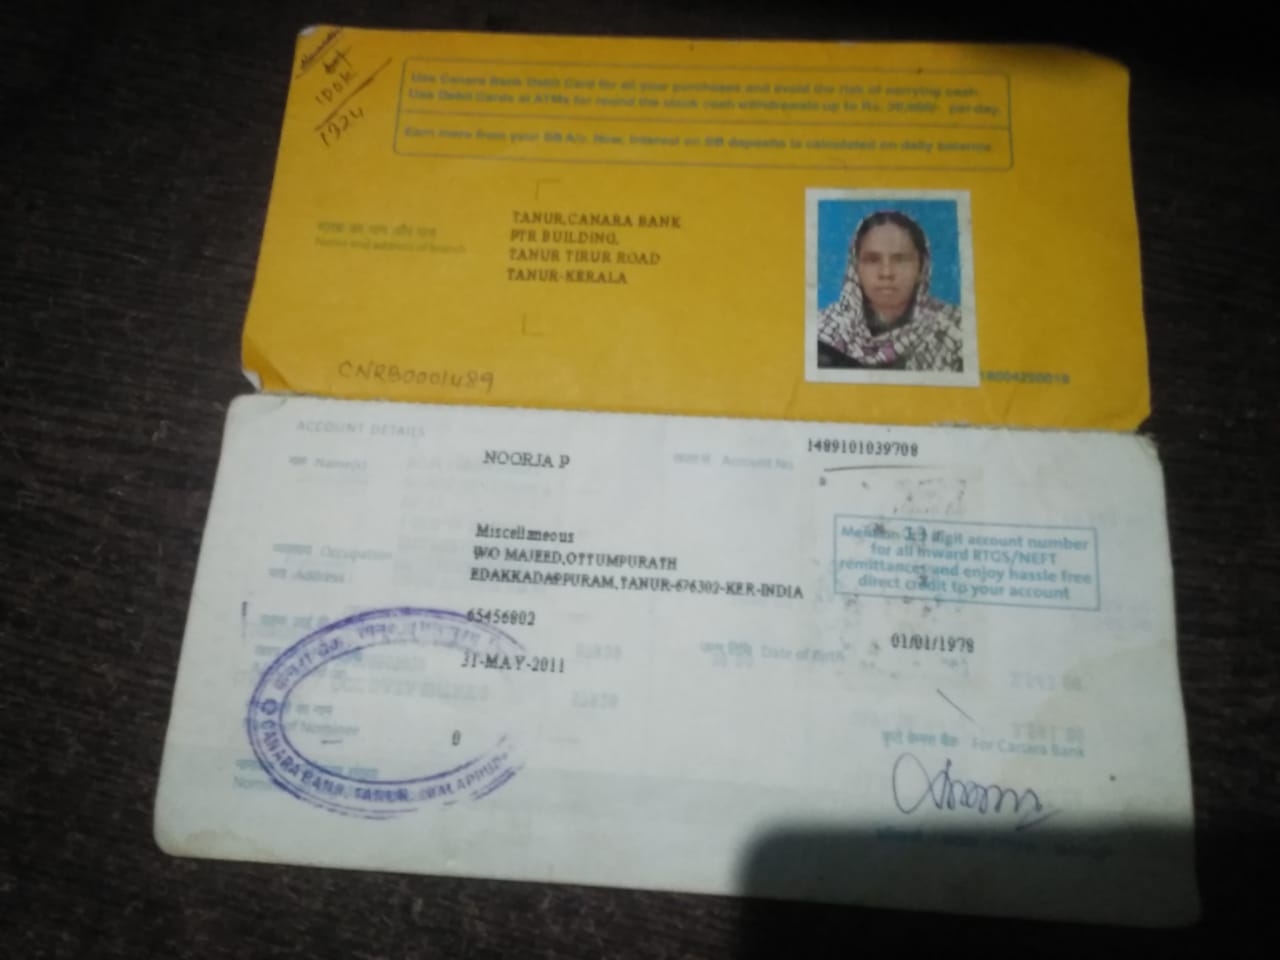 100K
1924
Use Canara Bank Debit Card for all your purchases and avoid the risk of carrying cash.
Use Debit Cards at ATMs for round the clock cash withdrawals up to Rs. per day.
Earn more from your SB A/c. Now, interest on SB deposits is calculated on daily balance
TANUR,CANARA BANK
PTR BUILDING,
TANUR TIRUR ROAD
TANUR-KERALA
Name and address of branch
CNRB0001489
18004250018
ACCOUNT DETAILS
Name(s) NOORJA P
Account No. 1489101039708
Miscellaneous
Occupation W/O MAJEED,OTTUMPURATH
Address : EDAKKADAPPURAM,TANUR-676302-KER-INDIA
Mention 13 digit account number
for all inward RTGS/NEFT
remittances and enjoy hassle free
direct credit to your account
65456802
Date of Birth 01/01/1978
31-MAY-2011
Nominee
0
कृते केनरा बैंक For Canara Bank
CANARA BANK, TANUR,